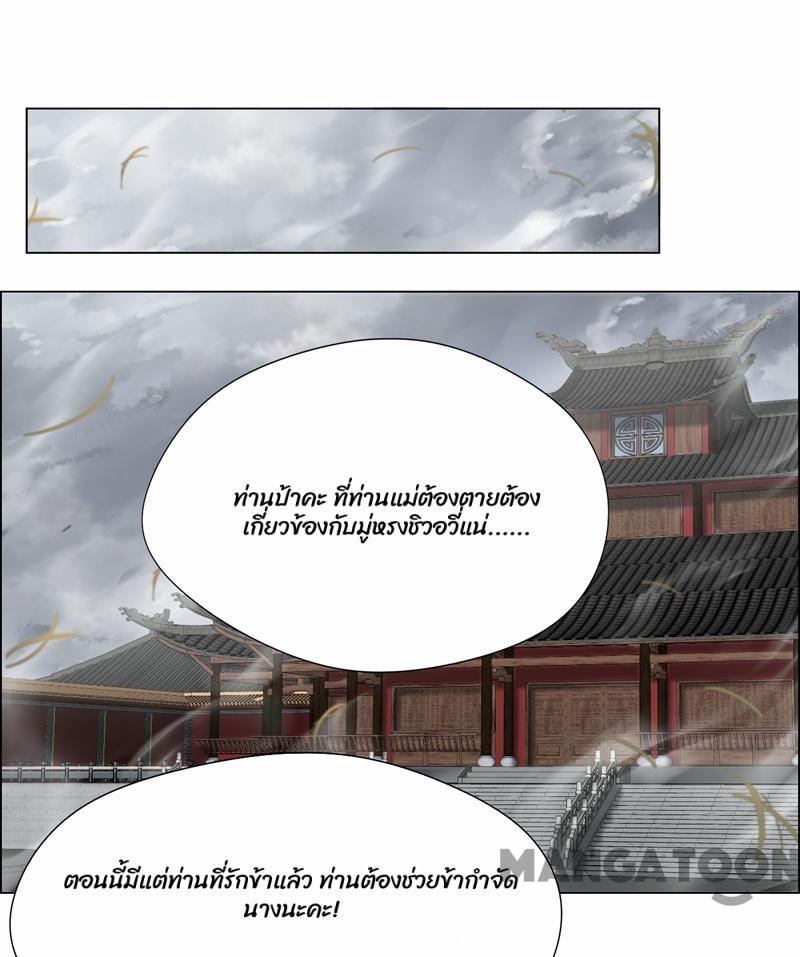 ท่านป้าคะ ที่ท่านแม่ต้องตายต้อง
เกี่ยวข้องกับมู่หรงชิวอวี่แน่......
ตอนนี้มีแต่ท่านที่รักข้าแล้ว ท่านต้องช่วยข้ากำจัด
นางนะคะ!
MANGATOON